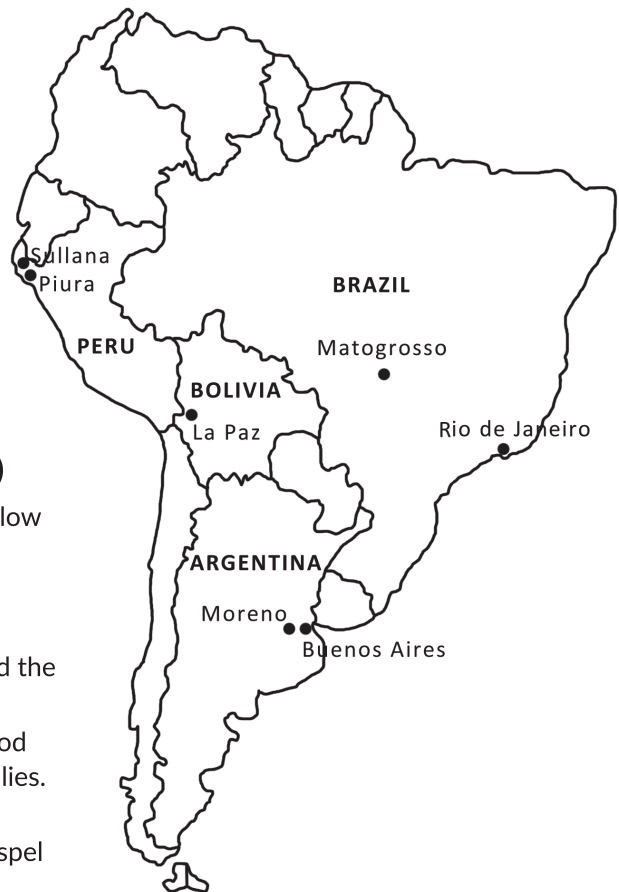 Sullana
Piura
BRAZIL
PERU
Matogrosso
BOLIVIA
La Paz
Rio de Janeiro
)
low
ARGENTINA
Moreno
Buenos Aires
d the
od
lies.
spel